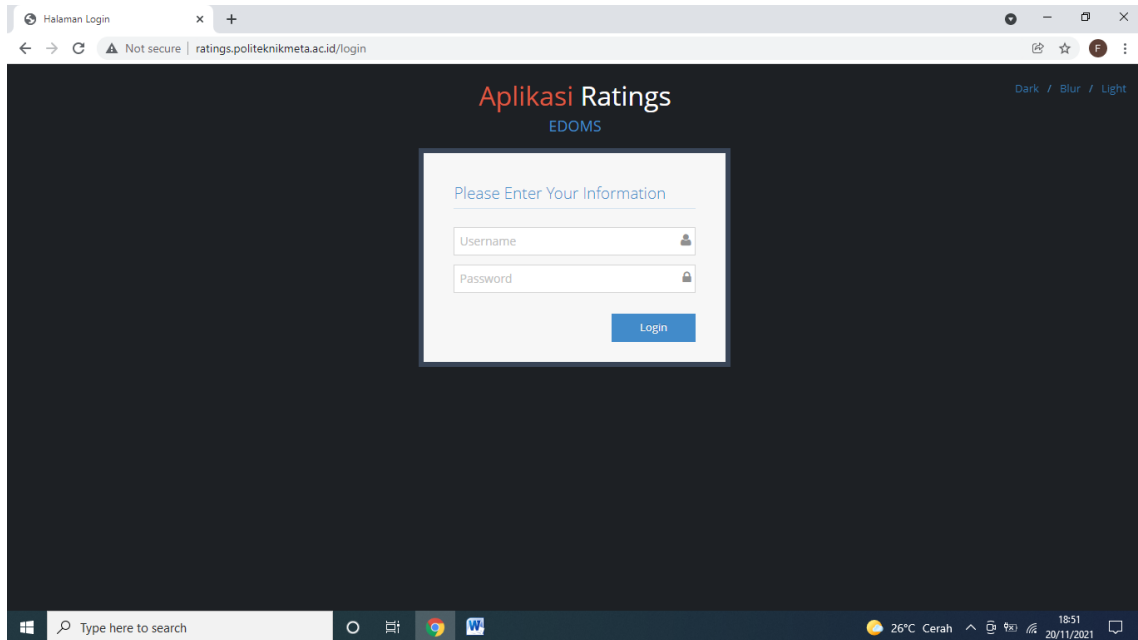 Halaman Login
Not secure | ratings.politeknikmeta.ac.id/login
F
Aplikasi Ratings
EDOMS
Dark / Blur / Light
Please Enter Your Information
Username
Password
Login
Type here to search
W
26°C Cerah
18:51
20/11/2021